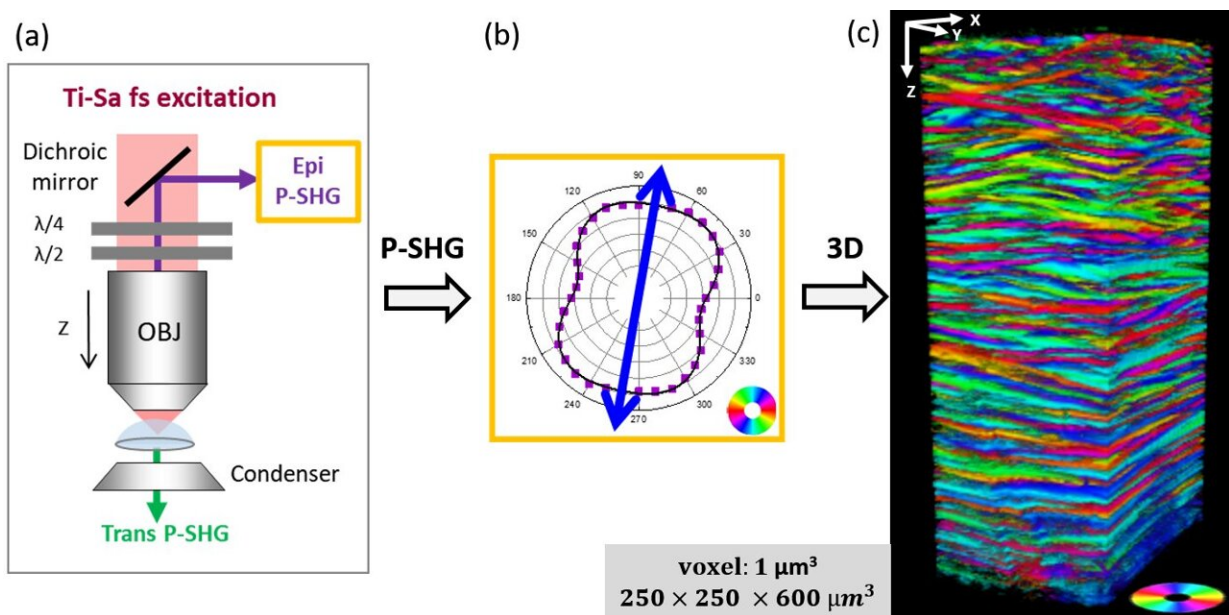 (a)
Ti-Sa fs excitation
Dichroic
mirror
Epi
P-SHG
λ/4
λ/2
Z
OBJ
Condenser
Trans P-SHG
P-SHG
(b)
90
60
30
0
330
300
270
240
210
180
150
120
3D
(c)
X
Y
Z
voxel: 1 μm³
250 × 250 × 600 μm³